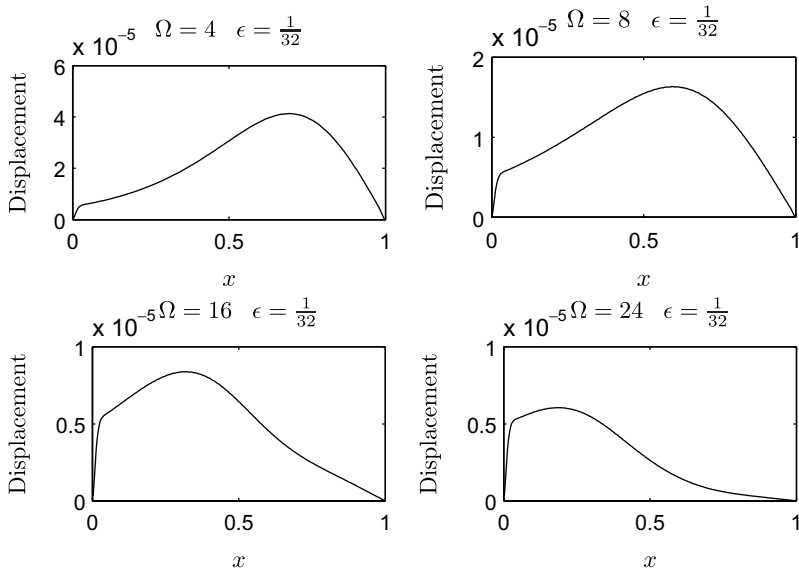 x 10⁻⁵ Ω = 4 ϵ = 1/32
Displacement
6
4
2
0
0 0.5 1
x
x 10⁻⁵ Ω = 8 ϵ = 1/32
Displacement
2
1
0
0 0.5 1
x
x 10⁻⁵ Ω = 16 ϵ = 1/32
Displacement
1
0.5
0
0 0.5 1
x
x 10⁻⁵ Ω = 24 ϵ = 1/32
Displacement
1
0.5
0
0 0.5 1
x